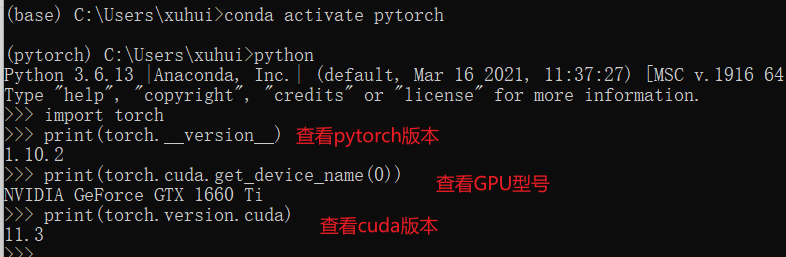 (base) C:\Users\xuhui>conda activate pytorch
(pytorch) C:\Users\xuhui>python
Python 3.6.13 |Anaconda, Inc.| (default, Mar 16 2021, 11:37:27) [MSC v.1916 64
Type "help", "copyright", "credits" or "license" for more information.
>>> import torch
>>> print(torch.__version__) 查看pytorch版本
1.10.2
>>> print(torch.cuda.get_device_name(0)) 查看GPU型号
NVIDIA GeForce GTX 1660 Ti
>>> print(torch.version.cuda) 查看cuda版本
11.3
>>>